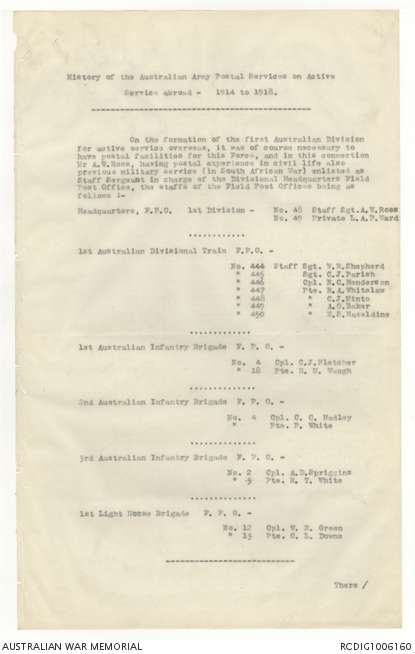 History of the Australian Army Postal Services on Active
Service abroad - 1914 to 1918.
On the formation of the first Australian Division
for active service overseas, it was of course necessary to
have postal facilities for this Force, and in this connection
Mr A.W. Ross, having postal experience in civil life also
previous military service (in South African War) enlisted as
Staff Sergeant in charge of the Divisional Headquarters Field
Post Office, the staffs of the Field Post Offices being as
follows :-
Headquarters, F.P.O. 1st Division - No. 48 Staff Sgt. A.W. Ross
No. 49 Private L.A.P. Ward
............
1st Australian Divisional Train F.P.O. -
No. 444 Staff Sgt. W.R. Shepherd
" 445 Sgt. C.J. Parish
" 446 Cpl. N.C. Henderson
" 447 Pte. R.A. Whitelaw
" 448 " C.J. Minto
" 449 " A.G. Baker
" 450 " E.S. Haseldine
............
1st Australian Infantry Brigade F. P. O. -
No. 4 Cpl. C.J. Fletcher
" 18 Pte. R. M. Waugh
............
2nd Australian Infantry Brigade F. P. O. -
No. 4 Cpl. C. C. Hadley
" Pte. P. White
............
3rd Australian Infantry Brigade F. P. O. -
No. 2 Cpl. A.D. Spriggins
" 5 Pte. R. T. White
............
1st Light Horse Brigade F. P. O. -
No. 12 Cpl. W. R. Green
" 13 Pte. C. L. Downs
There /
AUSTRALIAN WAR MEMORIAL
RCDIG1006160